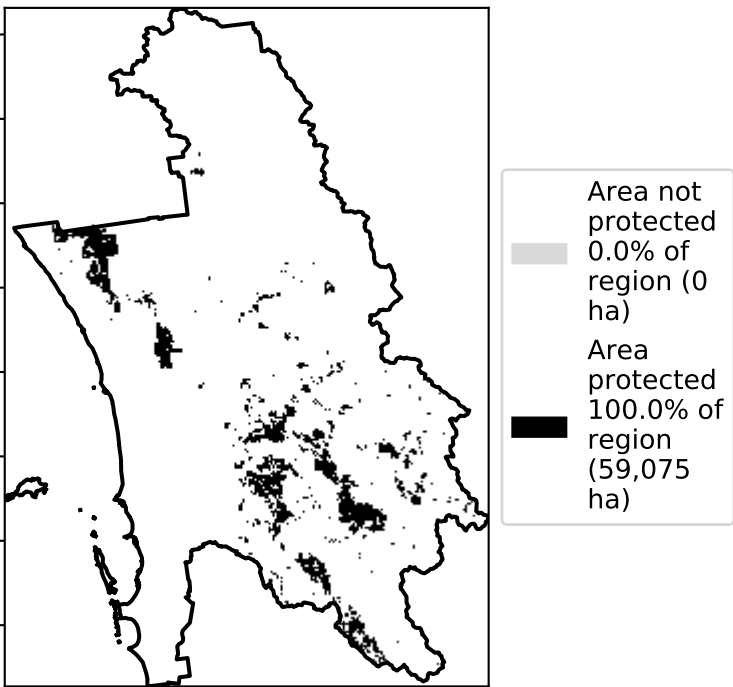 Area not
protected
0.0% of
region (0
ha)
Area
protected
100.0% of
region
(59,075
ha)